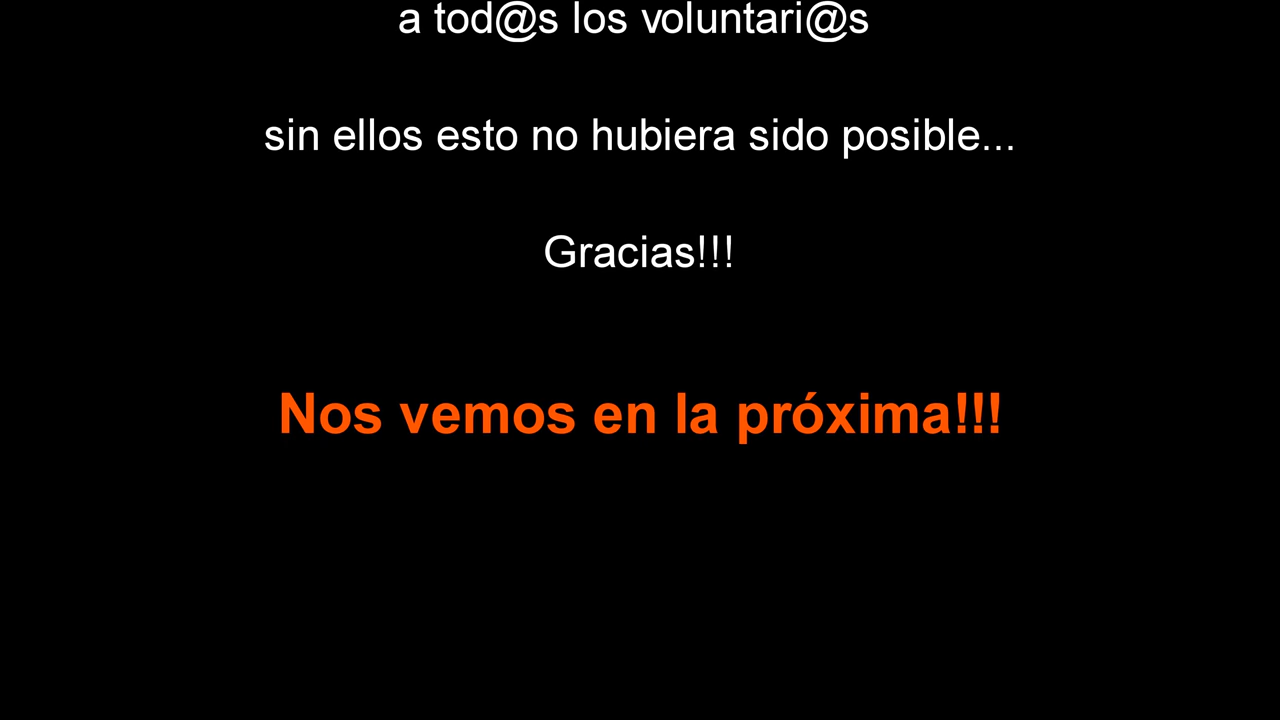 a tod@s los voluntari@s
sin ellos esto no hubiera sido posible...
Gracias!!!
Nos vemos en la próxima!!!